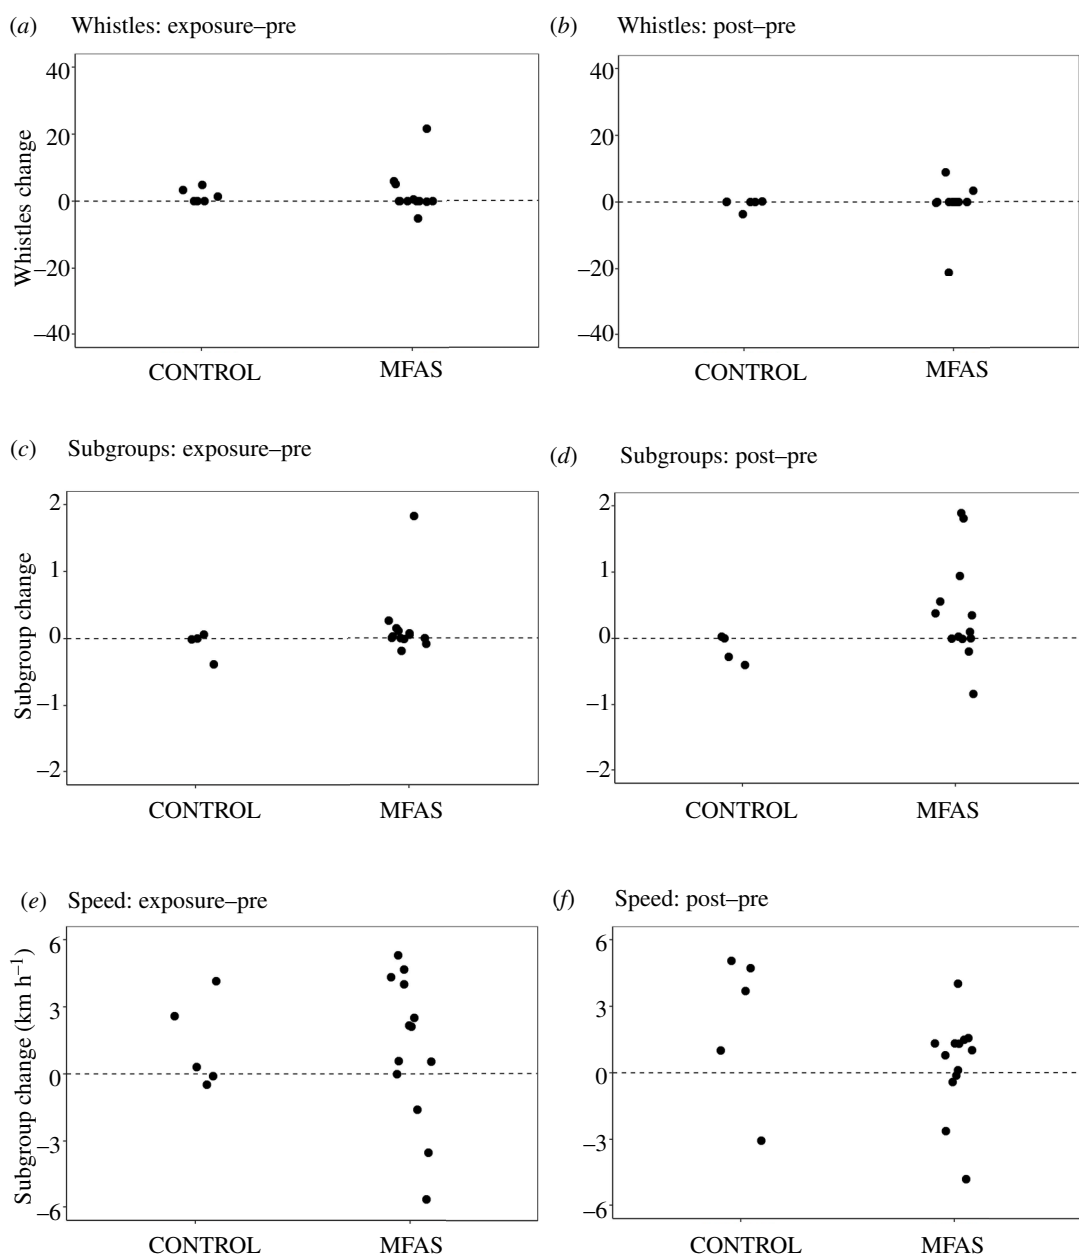 (a) Whistles: exposure–pre
(b) Whistles: post–pre
Whistles change
40
20
0
–20
–40
CONTROL
MFAS
40
20
0
–20
–40
CONTROL
MFAS
(c) Subgroups: exposure–pre
(d) Subgroups: post–pre
Subgroup change
2
1
0
–1
–2
CONTROL
MFAS
2
1
0
–1
–2
CONTROL
MFAS
(e) Speed: exposure–pre
(f) Speed: post–pre
Subgroup change (km h⁻¹)
6
3
0
–3
–6
CONTROL
MFAS
6
3
0
–3
–6
CONTROL
MFAS